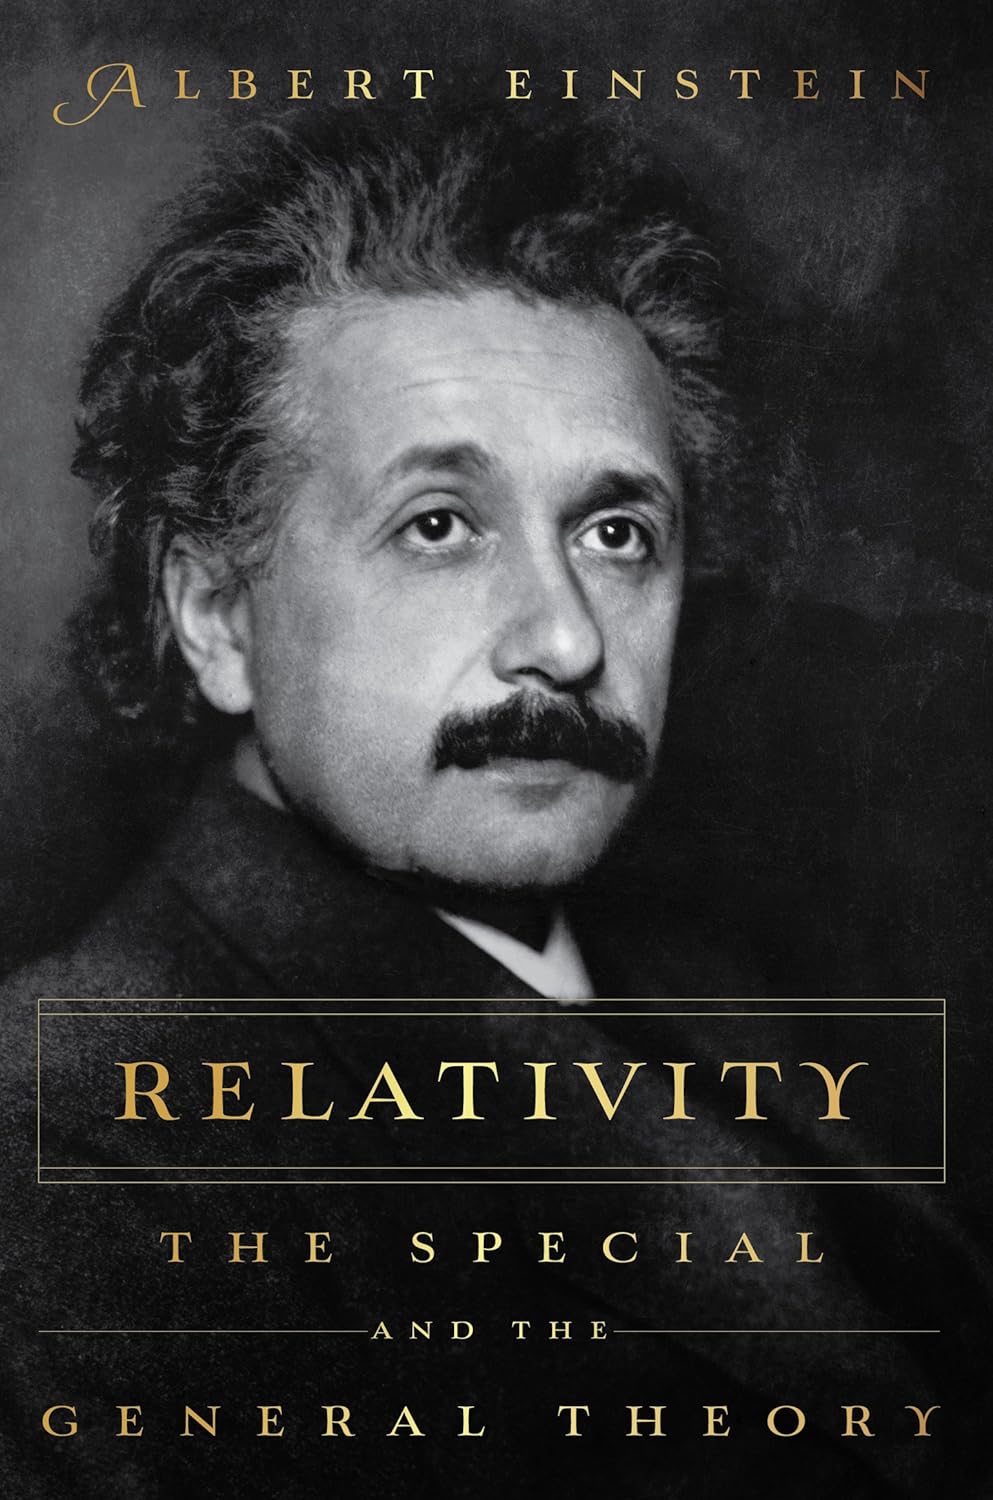 ALBERT EINSTEIN
RELATIVITY
THE SPECIAL
AND THE
GENERAL THEORY